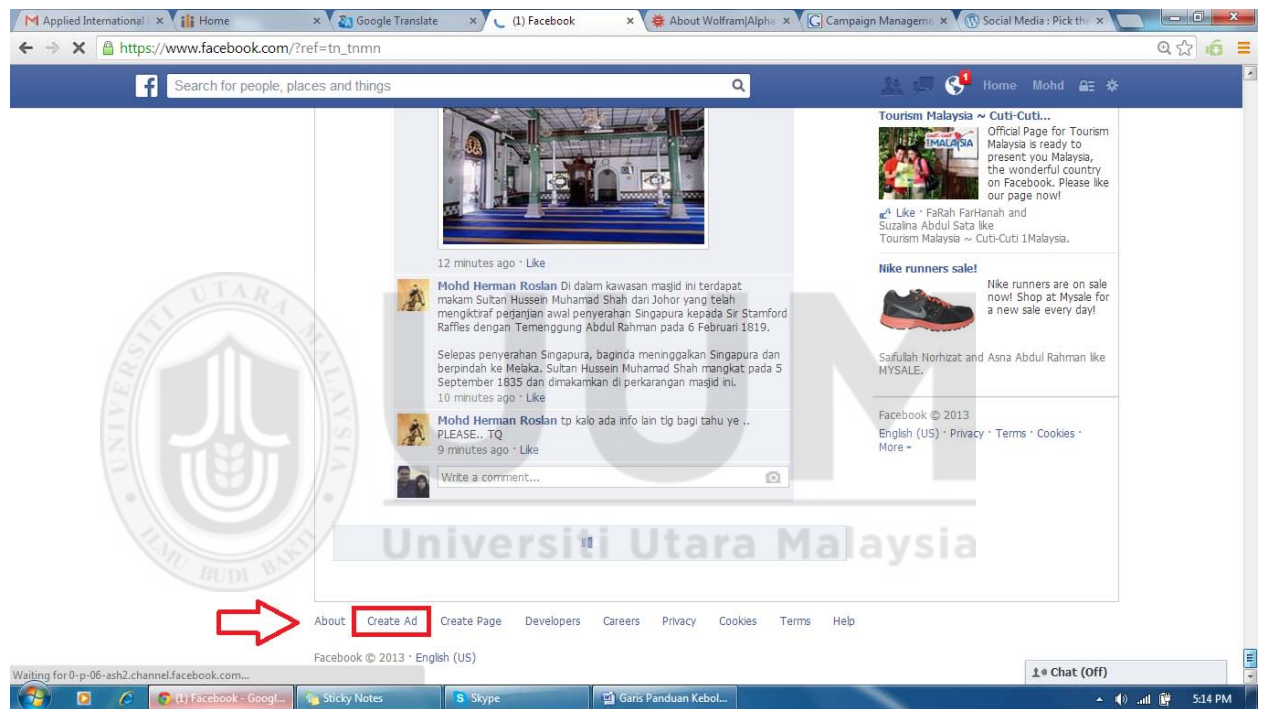 Applied International
Home
Google Translate
(1) Facebook
About Wolfram|Alpha
Campaign Manageme
Social Media : Pick the
https://www.facebook.com/?ref=tn_tnmn
Search for people, places and things
1
Home Mohd
12 minutes ago · Like
Mohd Herman Roslan Di dalam kawasan masjid ini terdapat
makam Sultan Hussein Muhamad Shah dari Johor yang telah
mengiktiraf perjanjian awal penyerahan Singapura kepada Sir Stamford
Raffles dengan Temenggung Abdul Rahman pada 6 Februari 1819.
Selepas penyerahan Singapura, baginda meninggalkan Singapura dan
berpindah ke Melaka. Sultan Hussein Muhamad Shah mangkat pada 5
September 1835 dan dimakamkan di perkarangan masjid ini.
10 minutes ago · Like
Mohd Herman Roslan tp kalo ada info lain tlg bagi tahu ye ..
PLEASE.. TQ
9 minutes ago · Like
Write a comment...
Tourism Malaysia ~ Cuti-Cuti...
Official Page for Tourism
Malaysia is ready to
present you Malaysia,
the wonderful country
on Facebook. Please like
our page now!
Like · FaRah FarHanah and
Suzalina Abdul Sata like
Tourism Malaysia ~ Cuti-Cuti 1Malaysia.
Nike runners sale!
Nike runners are on sale
now! Shop at Mysale for
a new sale every day!
Saifullah Norhizat and Asna Abdul Rahman like
MYSALE.
Facebook © 2013
English (US) · Privacy · Terms · Cookies ·
More
UNIVERSITI UTARA MALAYSIA
ILMU BUDI BAKTI
UUM
Universiti Utara Malaysia
About Create Ad Create Page Developers Careers Privacy Cookies Terms Help
Facebook © 2013 · English (US)
Waiting for 0-p-06-ash2.channel.facebook.com...
Chat (Off)
(1) Facebook - Googl...
Sticky Notes
Skype
Garis Panduan Kebol...
5:14 PM